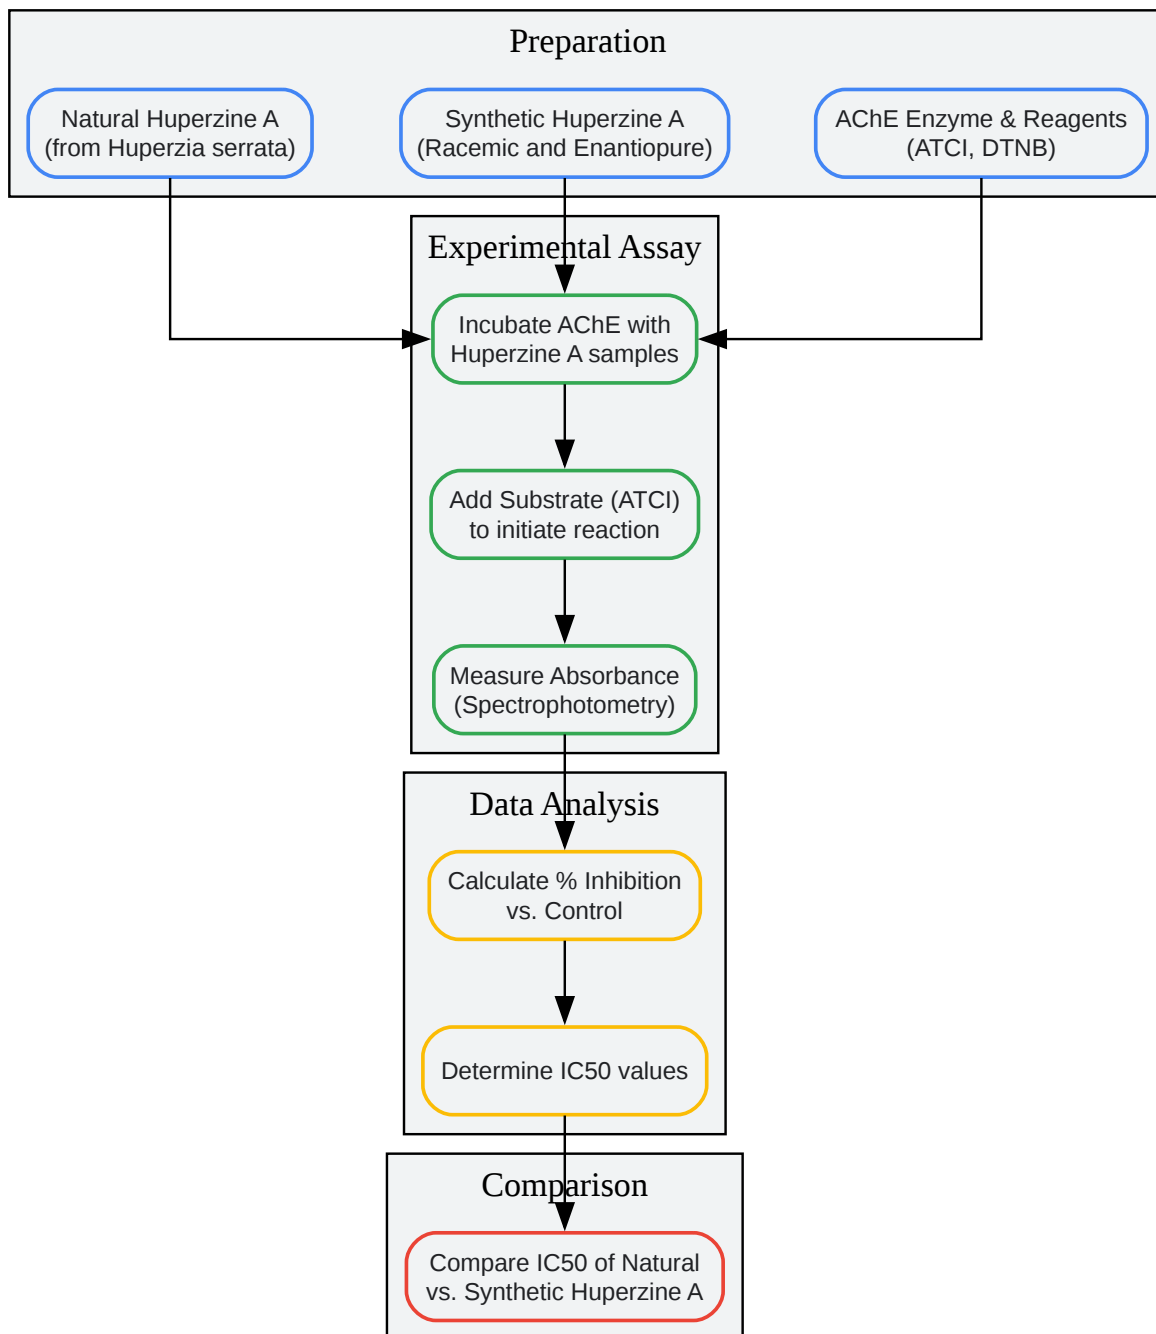 Preparation
Natural Huperzine A
(from Huperzia serrata)
Synthetic Huperzine A
(Racemic and Enantiopure)
AChE Enzyme & Reagents
(ATCI, DTNB)
Experimental Assay
Incubate AChE with
Huperzine A samples
Add Substrate (ATCI)
to initiate reaction
Measure Absorbance
(Spectrophotometry)
Data Analysis
Calculate % Inhibition
vs. Control
Determine IC50 values
Comparison
Compare IC50 of Natural
vs. Synthetic Huperzine A